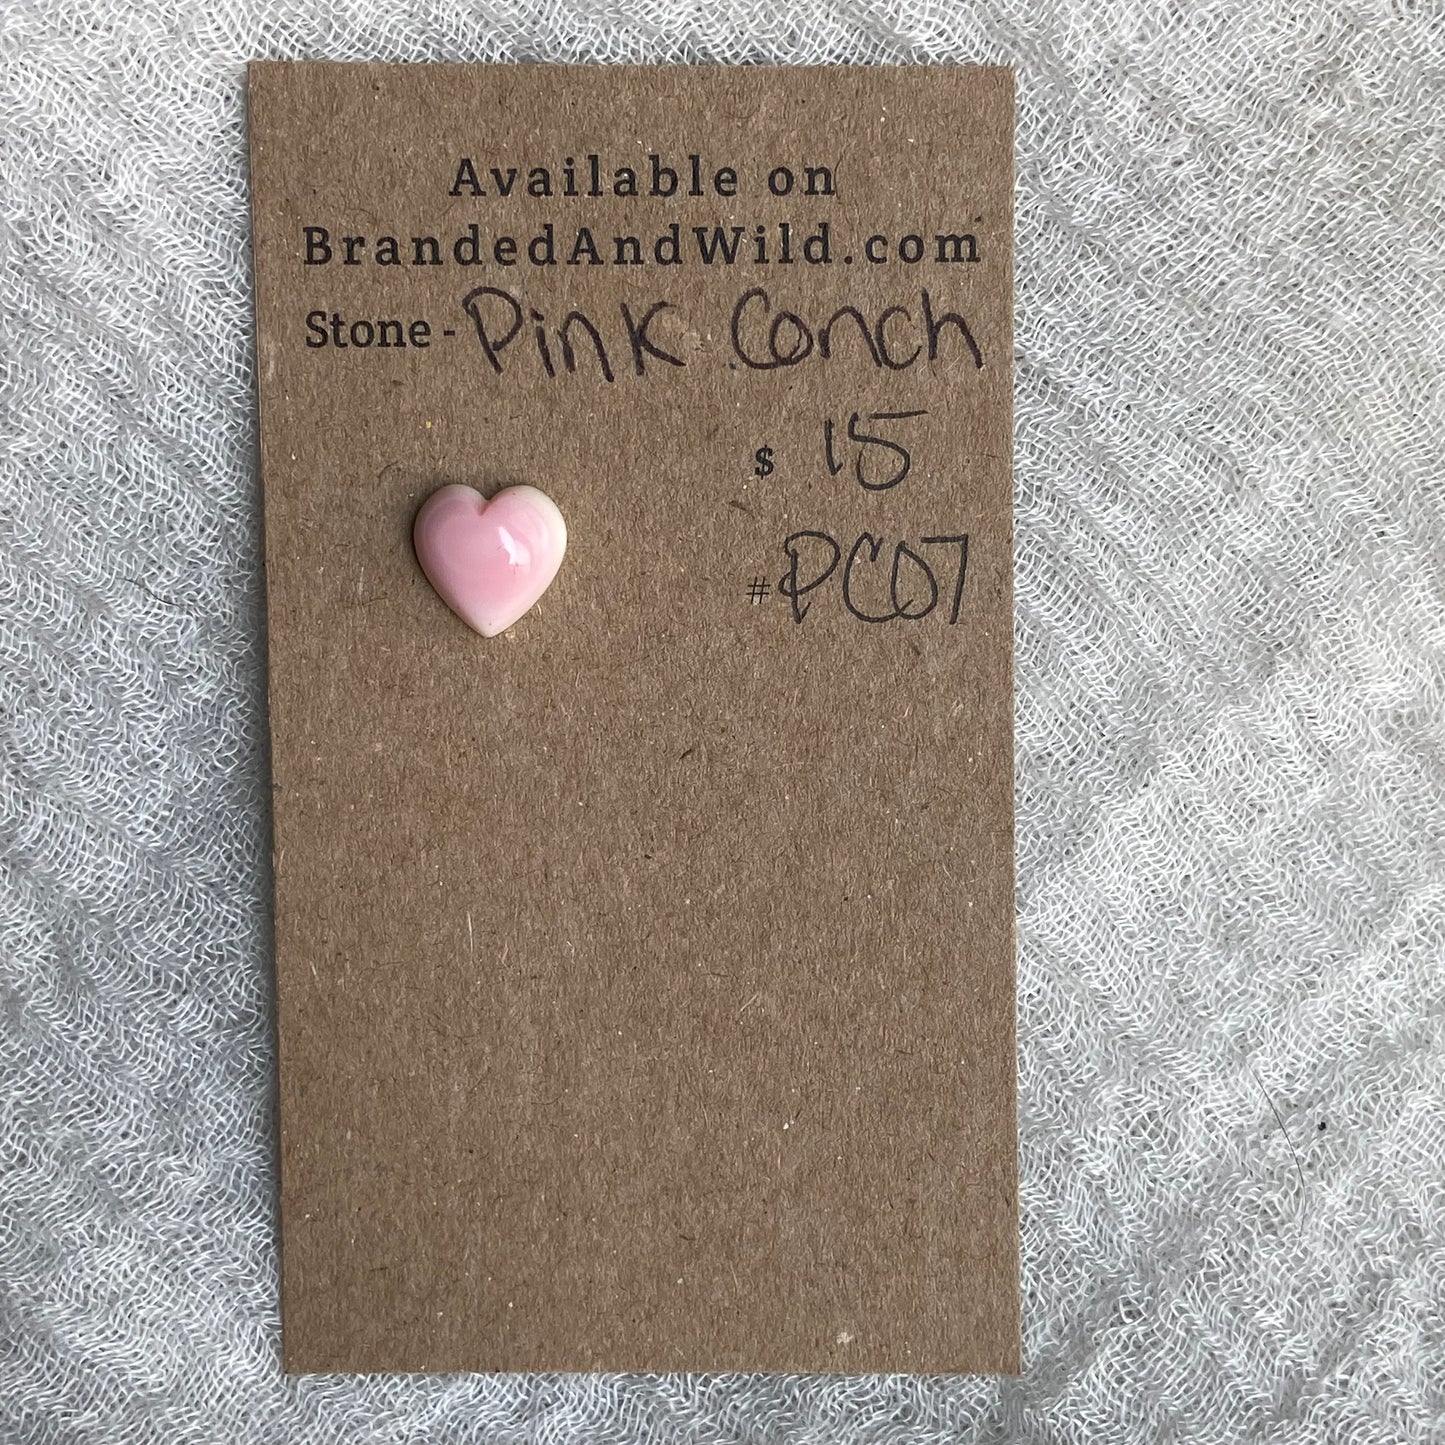 Available on
BrandedAndWild.com
Stone - Pink Conch
$ 15
# PC07